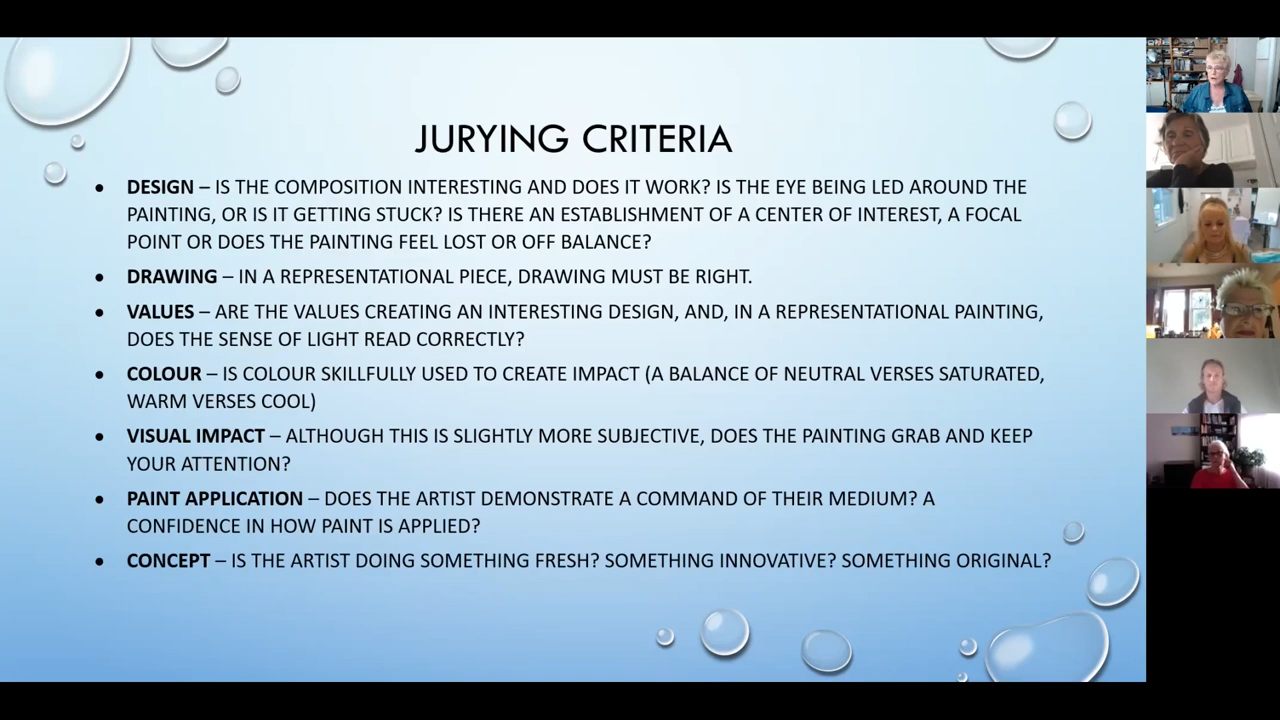 JURYING CRITERIA
• DESIGN – IS THE COMPOSITION INTERESTING AND DOES IT WORK? IS THE EYE BEING LED AROUND THE
PAINTING, OR IS IT GETTING STUCK? IS THERE AN ESTABLISHMENT OF A CENTER OF INTEREST, A FOCAL
POINT OR DOES THE PAINTING FEEL LOST OR OFF BALANCE?
• DRAWING – IN A REPRESENTATIONAL PIECE, DRAWING MUST BE RIGHT.
• VALUES – ARE THE VALUES CREATING AN INTERESTING DESIGN, AND, IN A REPRESENTATIONAL PAINTING,
DOES THE SENSE OF LIGHT READ CORRECTLY?
• COLOUR – IS COLOUR SKILLFULLY USED TO CREATE IMPACT (A BALANCE OF NEUTRAL VERSES SATURATED,
WARM VERSES COOL)
• VISUAL IMPACT – ALTHOUGH THIS IS SLIGHTLY MORE SUBJECTIVE, DOES THE PAINTING GRAB AND KEEP
YOUR ATTENTION?
• PAINT APPLICATION – DOES THE ARTIST DEMONSTRATE A COMMAND OF THEIR MEDIUM? A
CONFIDENCE IN HOW PAINT IS APPLIED?
• CONCEPT – IS THE ARTIST DOING SOMETHING FRESH? SOMETHING INNOVATIVE? SOMETHING ORIGINAL?